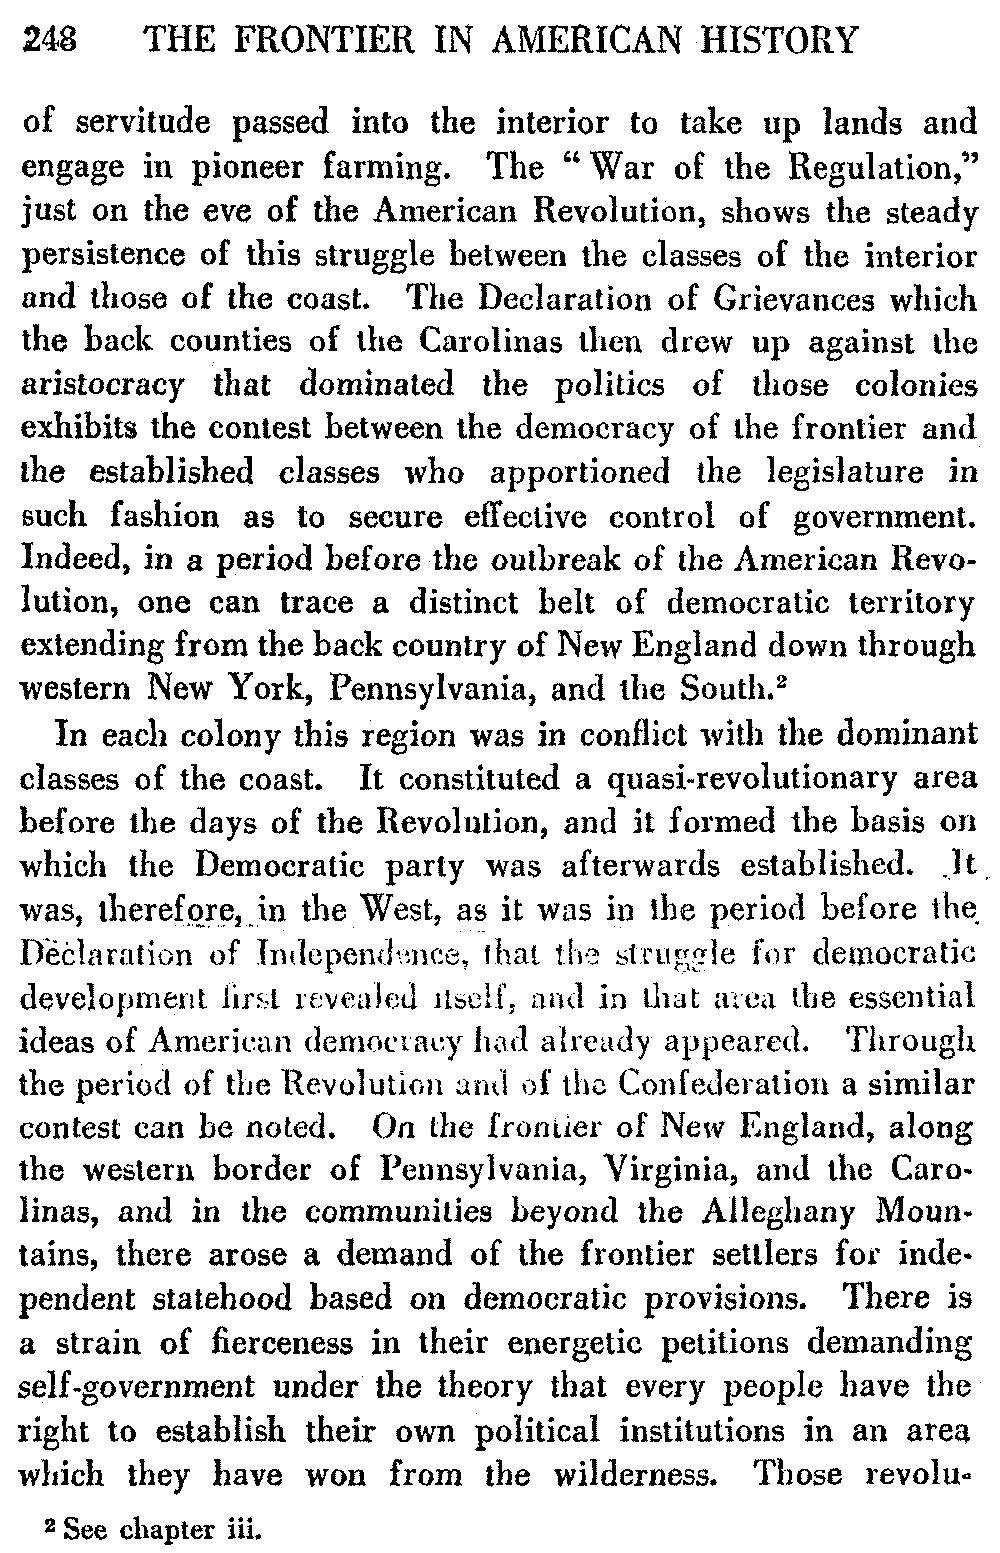 248 THE FRONTIER IN AMERICAN HISTORY
of servitude passed into the interior to take up lands and
engage in pioneer farming. The “War of the Regulation,”
just on the eve of the American Revolution, shows the steady
persistence of this struggle between the classes of the interior
and those of the coast. The Declaration of Grievances which
the back counties of the Carolinas then drew up against the
aristocracy that dominated the politics of those colonies
exhibits the contest between the democracy of the frontier and
the established classes who apportioned the legislature in
such fashion as to secure effective control of government.
Indeed, in a period before the outbreak of the American Revo-
lution, one can trace a distinct belt of democratic territory
extending from the back country of New England down through
western New York, Pennsylvania, and the South.²
In each colony this region was in conflict with the dominant
classes of the coast. It constituted a quasi-revolutionary area
before the days of the Revolution, and it formed the basis on
which the Democratic party was afterwards established. It
was, therefore, in the West, as it was in the period before the
Declaration of Independence, that the struggle for democratic
development first revealed itself, and in that area the essential
ideas of American democracy had already appeared. Through
the period of the Revolution and of the Confederation a similar
contest can be noted. On the frontier of New England, along
the western border of Pennsylvania, Virginia, and the Caro-
linas, and in the communities beyond the Alleghany Moun-
tains, there arose a demand of the frontier settlers for inde-
pendent statehood based on democratic provisions. There is
a strain of fierceness in their energetic petitions demanding
self-government under the theory that every people have the
right to establish their own political institutions in an area
which they have won from the wilderness. Those revolu-
² See chapter iii.